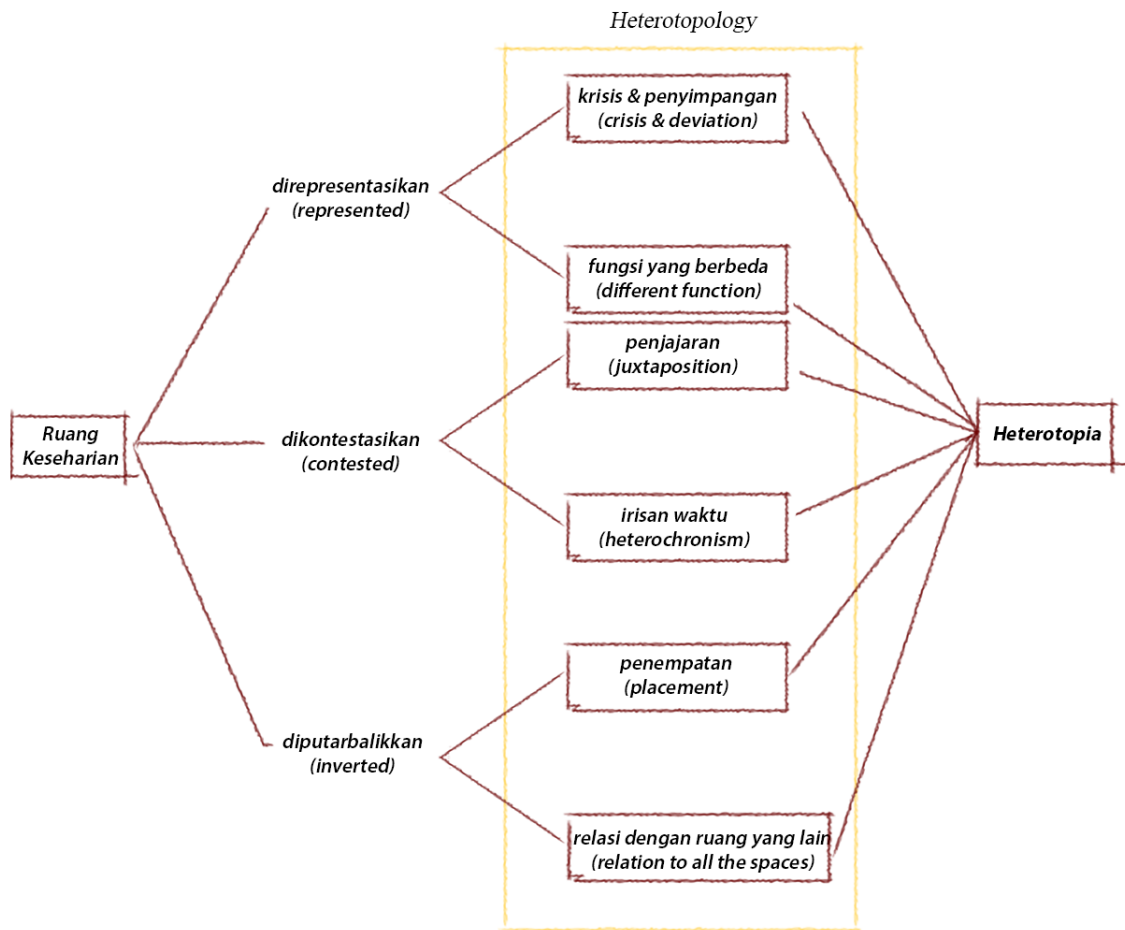 Heterotopology
krisis & penyimpangan
(crisis & deviation)
direpresentasikan
(represented)
fungsi yang berbeda
(different function)
penjajaran
(juxtaposition)
Ruang
Keseharian
dikontestasikan
(contested)
Heterotopia
irisan waktu
(heterochronism)
penempatan
(placement)
diputarbalikkan
(inverted)
relasi dengan ruang yang lain
(relation to all the spaces)